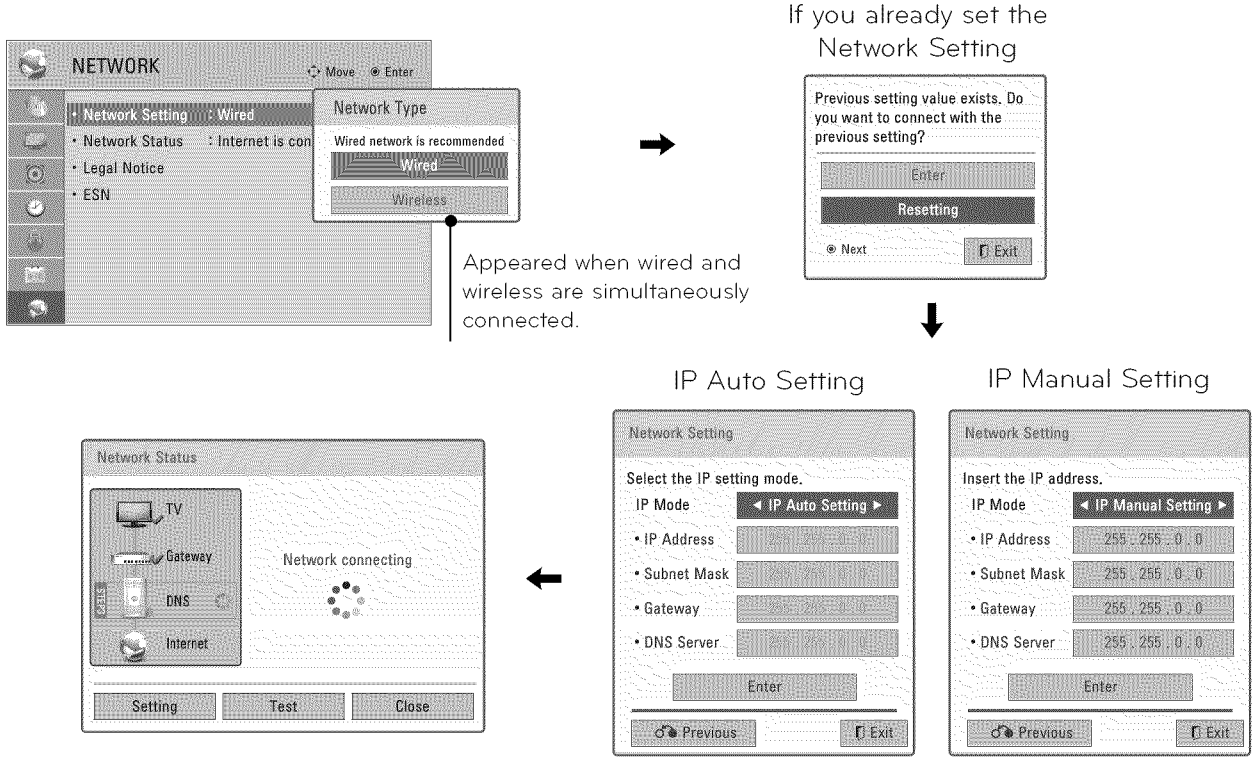 If you already set the
Network Setting
NETWORK
Move Enter
• Network Setting : Wired
• Network Status : Internet is con
• Legal Notice
• ESN
Network Type
Wired network is recommended
Wired
Wireless
Appeared when wired and
wireless are simultaneously
connected.
Previous setting value exists. Do
you want to connect with the
previous setting?
Enter
Resetting
Next Exit
IP Auto Setting
Network Setting
Select the IP setting mode.
IP Mode ◄ IP Auto Setting ►
• IP Address
• Subnet Mask
• Gateway
• DNS Server
Enter
Previous Exit
IP Manual Setting
Network Setting
Insert the IP address.
IP Mode ◄ IP Manual Setting ►
• IP Address 255 . 255 . 0 . 0
• Subnet Mask 255 . 255 . 0 . 0
• Gateway 255 . 255 . 0 . 0
• DNS Server 255 . 255 . 0 . 0
Enter
Previous Exit
Network Status
TV
Gateway
DNS
Internet
Network connecting
Setting Test Close